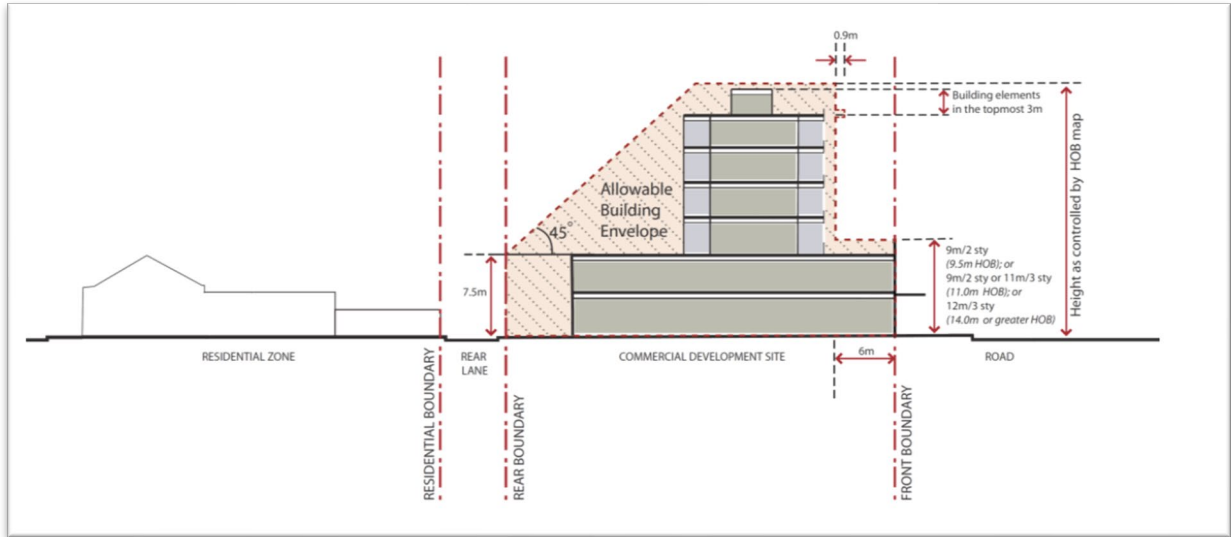 0.9m
Building elements
in the topmost 3m
Height as controlled by HOB map
Allowable
Building
Envelope
45°
7.5m
9m/2 sty
(9.5m HOB); or
9m/2 sty or 11m/3 sty
(11.0m HOB); or
12m/3 sty
(14.0m or greater HOB)
6m
RESIDENTIAL ZONE
REAR
LANE
COMMERCIAL DEVELOPMENT SITE
ROAD
RESIDENTIAL BOUNDARY
REAR BOUNDARY
FRONT BOUNDARY